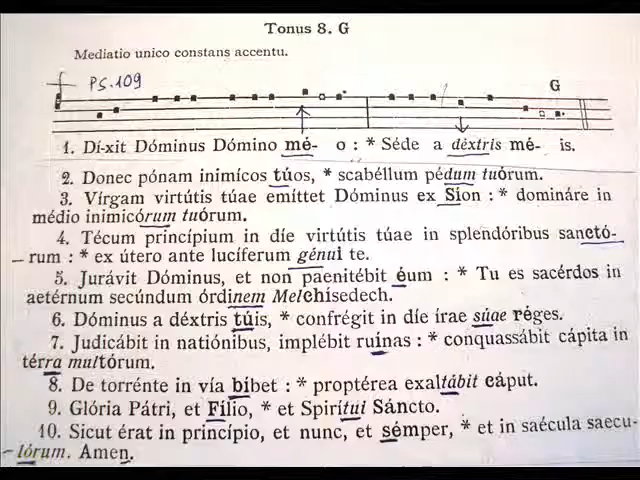 Tonus 8. G
Mediatio unico constans accentu.
PS.109
G
1. Dí-xit Dóminus Dómino mé- o : * Séde a déxtris mé- is.
2. Donec pónam inimícos túos, * scabéllum pédum tuórum.
3. Vírgam virtútis túae emíttet Dóminus ex Síon : * domináre in
médio inimicórum tuórum.
4. Técum princípium in díe virtútis túae in splendóribus sanctó-
rum : * ex útero ante lucíferum génui te.
5. Jurávit Dóminus, et non paenitébit éum : * Tu es sacérdos in
aetérnum secúndum órdinem Melchísedech.
6. Dóminus a déxtris túis, * confrégit in díe írae súae réges.
7. Judicábit in natiónibus, implébit ruínas : * conquassábit cápita in
térra multórum.
8. De torrénte in vía bíbet : * proptérea exaltábit cáput.
9. Glória Pátri, et Fílio, * et Spirítui Sáncto.
10. Sicut érat in princípio, et nunc, et sémper, * et in saécula saecu-
lórum. Amen.